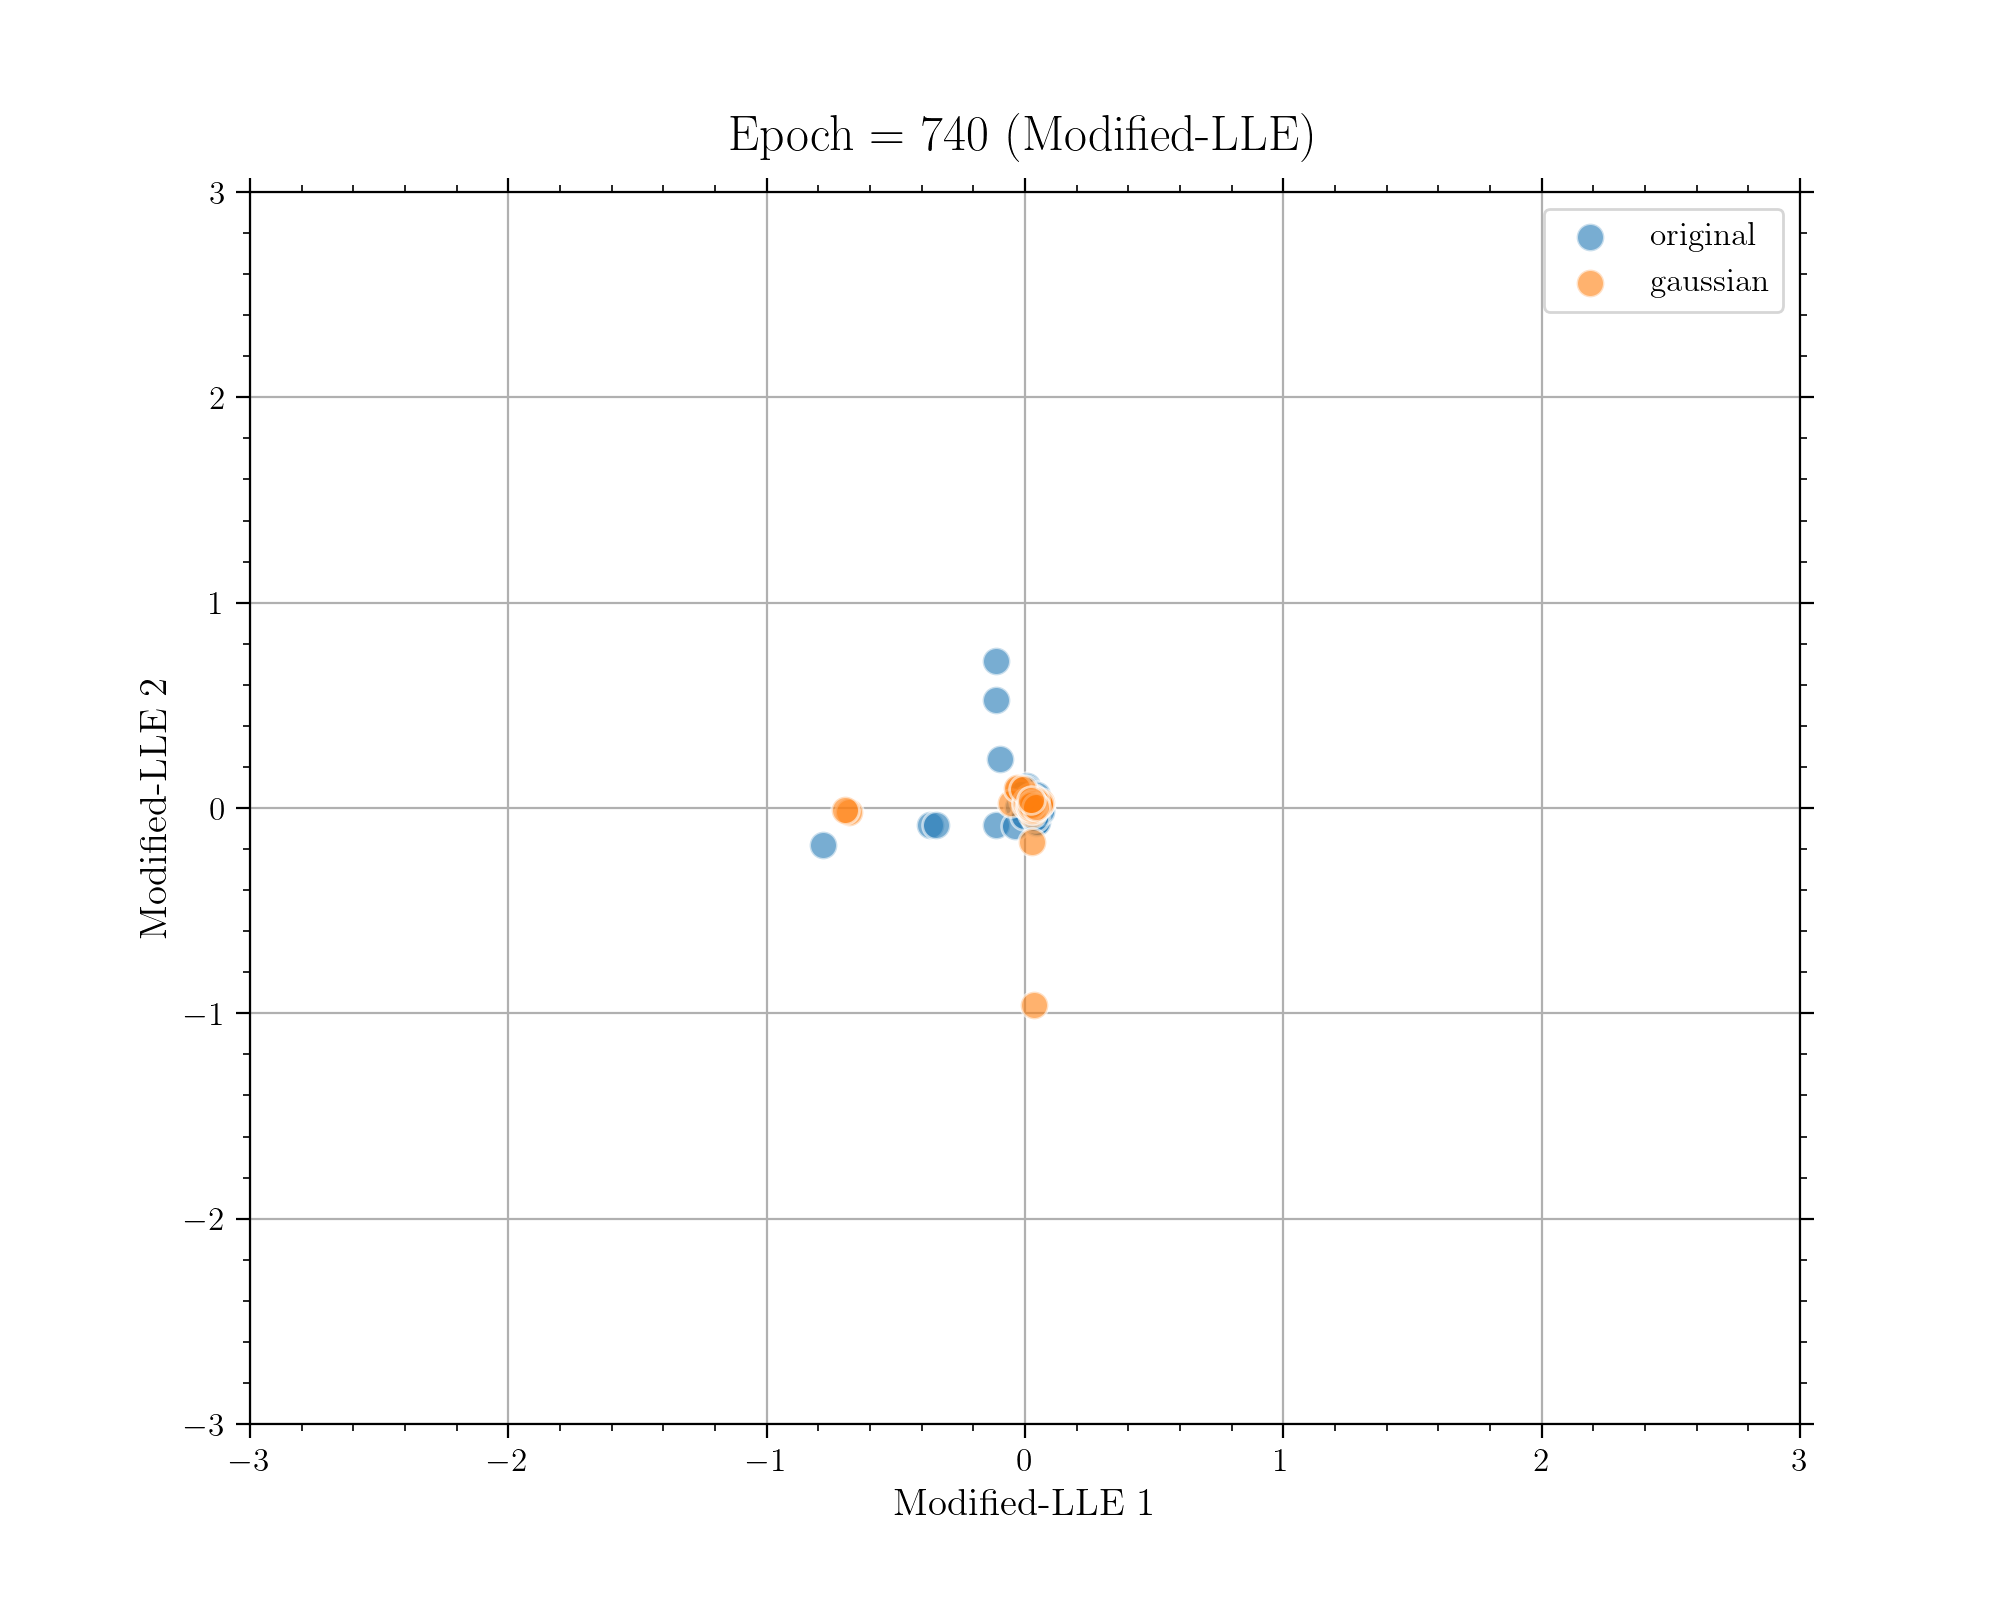 Epoch = 740 (Modified-LLE)
original
gaussian
3
2
1
0
−1
−2
−3
−3
−2
−1
0
1
2
3
Modified-LLE 2
Modified-LLE 1